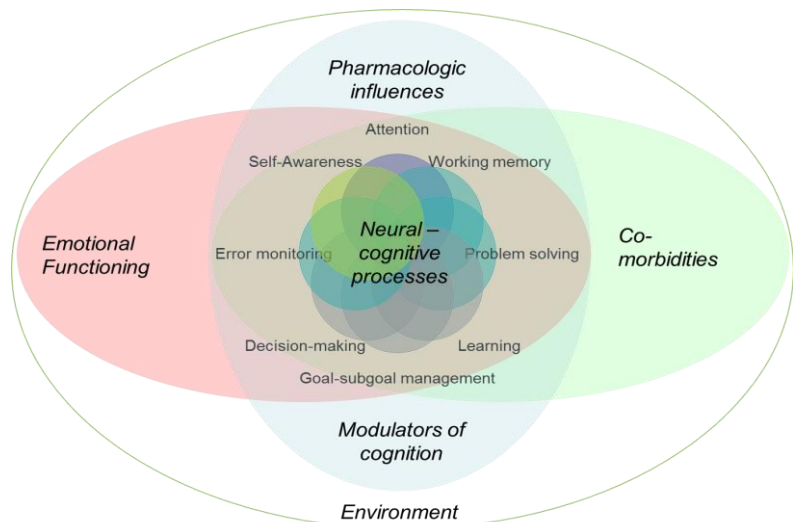 Pharmacologic
influences
Attention
Self-Awareness
Working memory
Emotional
Functioning
Error monitoring
Neural –
cognitive
processes
Problem solving
Co-
morbidities
Decision-making
Learning
Goal-subgoal management
Modulators of
cognition
Environment